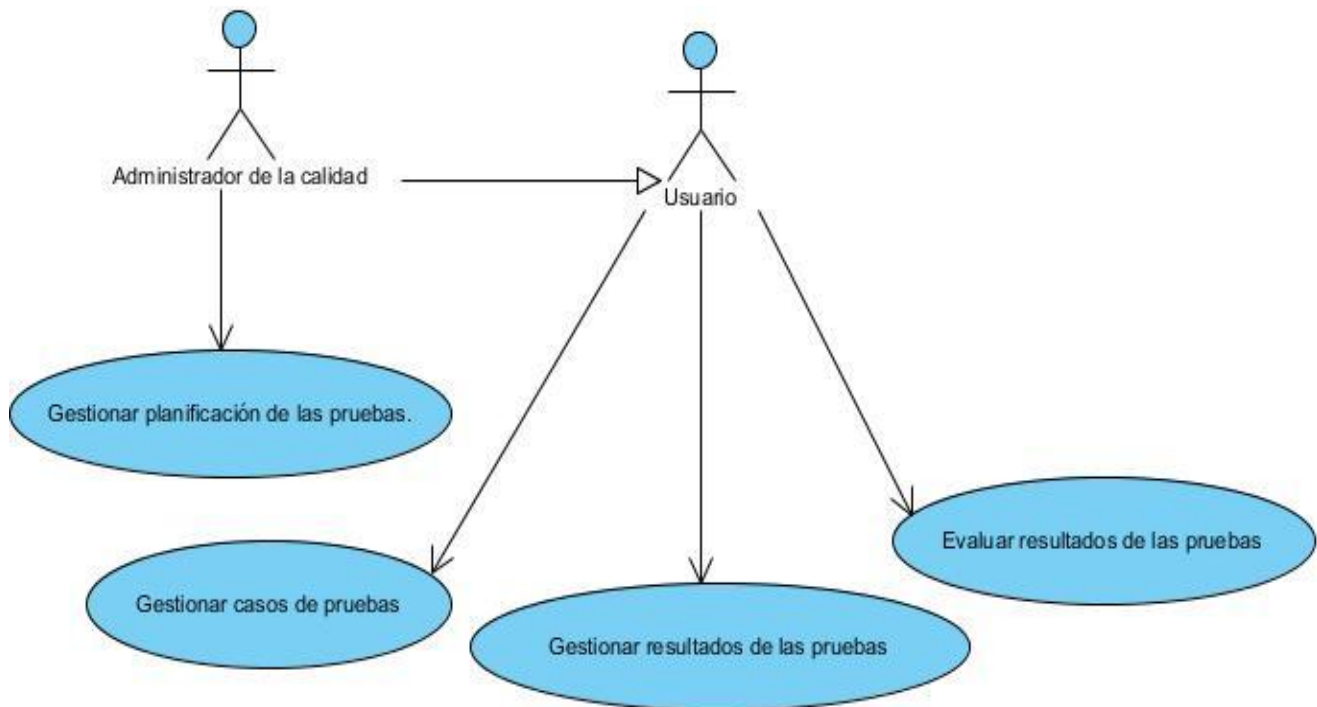 Administrador de la calidad
Usuario
Gestionar planificación de las pruebas.
Evaluar resultados de las pruebas
Gestionar casos de pruebas
Gestionar resultados de las pruebas